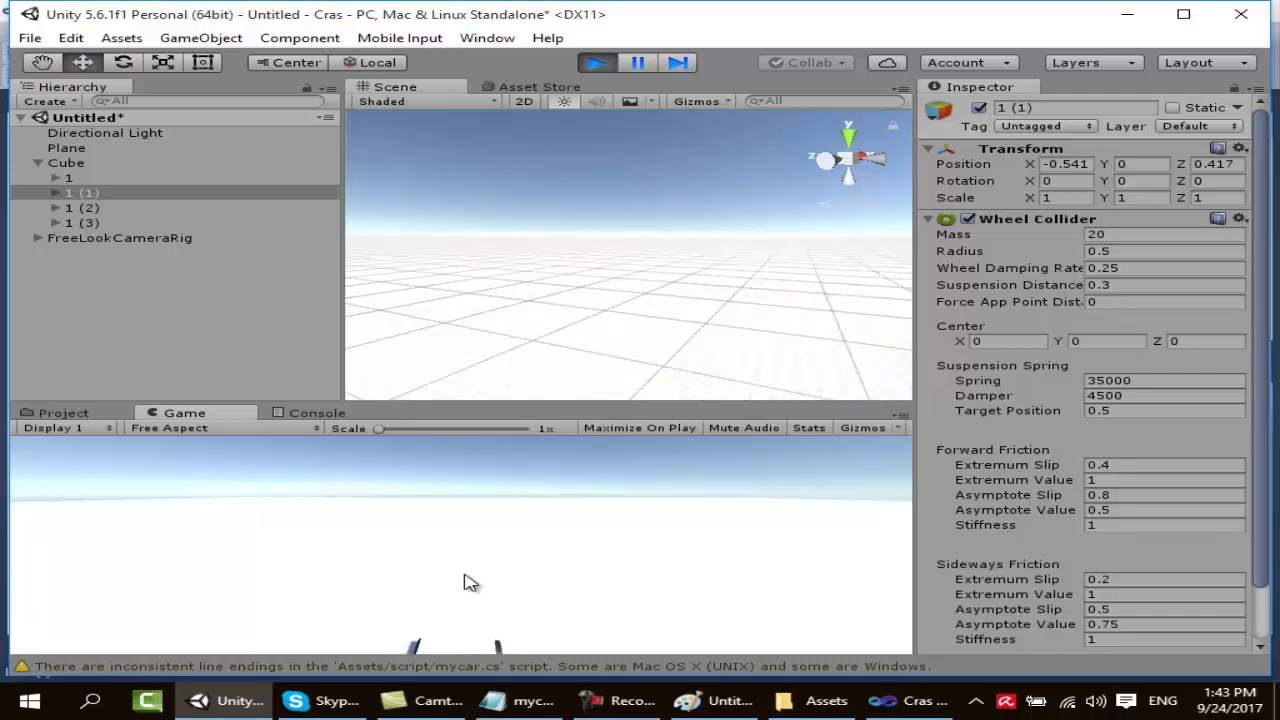 Unity 5.6.1f1 Personal (64bit) - Untitled - Cras - PC, Mac & Linux Standalone* <DX11>
File Edit Assets GameObject Component Mobile Input Window Help
Center Local Collab Account Layers Layout
Hierarchy
Create All
Untitled*
Directional Light
Plane
Cube
1
1 (1)
1 (2)
1 (3)
FreeLookCameraRig
Scene Asset Store
Shaded 2D Gizmos All
y
z
Project Game Console
Display 1 Free Aspect Scale 1x Maximize On Play Mute Audio Stats Gizmos
Inspector
1 (1) Static
Tag Untagged Layer Default
Transform
Position X -0.541 Y 0 Z 0.417
Rotation X 0 Y 0 Z 0
Scale X 1 Y 1 Z 1
Wheel Collider
Mass 20
Radius 0.5
Wheel Damping Rate 0.25
Suspension Distance 0.3
Force App Point Dist. 0
Center
X 0 Y 0 Z 0
Suspension Spring
Spring 35000
Damper 4500
Target Position 0.5
Forward Friction
Extremum Slip 0.4
Extremum Value 1
Asymptote Slip 0.8
Asymptote Value 0.5
Stiffness 1
Sideways Friction
Extremum Slip 0.2
Extremum Value 1
Asymptote Slip 0.5
Asymptote Value 0.75
Stiffness 1
There are inconsistent line endings in the 'Assets/script/mycar.cs' script. Some are Mac OS X (UNIX) and some are Windows.
Unity... Skyp... Camt... myc... Reco... Untit... Assets Cras ... ENG
1:43 PM
9/24/2017